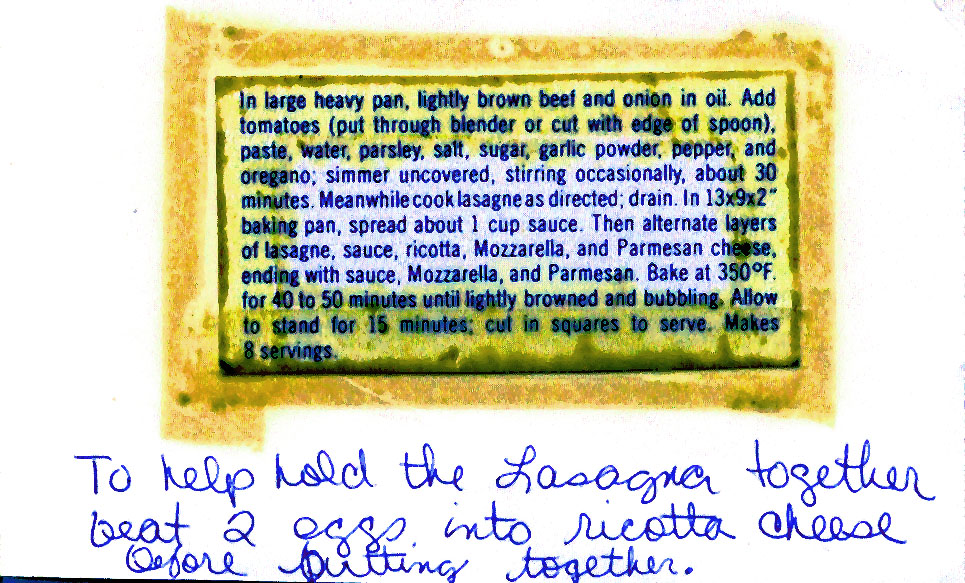 In large heavy pan, lightly brown beef and onion in oil. Add
tomatoes (put through blender or cut with edge of spoon),
paste, water, parsley, salt, sugar, garlic powder, pepper, and
oregano; simmer uncovered, stirring occasionally, about 30
minutes. Meanwhile cook lasagne as directed; drain. In 13x9x2"
baking pan, spread about 1 cup sauce. Then alternate layers
of lasagne, sauce, ricotta, Mozzarella, and Parmesan cheese,
ending with sauce, Mozzarella, and Parmesan. Bake at 350°F.
for 40 to 50 minutes until lightly browned and bubbling. Allow
to stand for 15 minutes; cut in squares to serve. Makes
8 servings.
To help hold the Lasagna together
beat 2 eggs into ricotta cheese
before putting together.